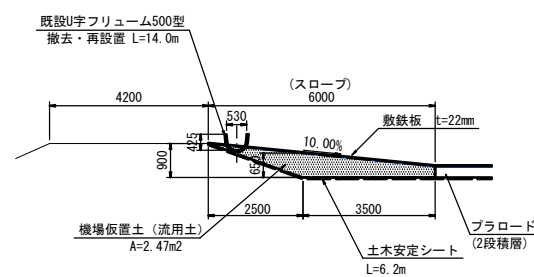 既設U字フリューム500型
撤去・再設置 L=14.0m
(スロープ)
4200
6000
530
敷鉄板 t=22mm
425
10.00%
900
650
2500
3500
機場仮置土（流用土）
A=2.47m2
プラロード
(2段積層)
土木安定シート
L=6.2m